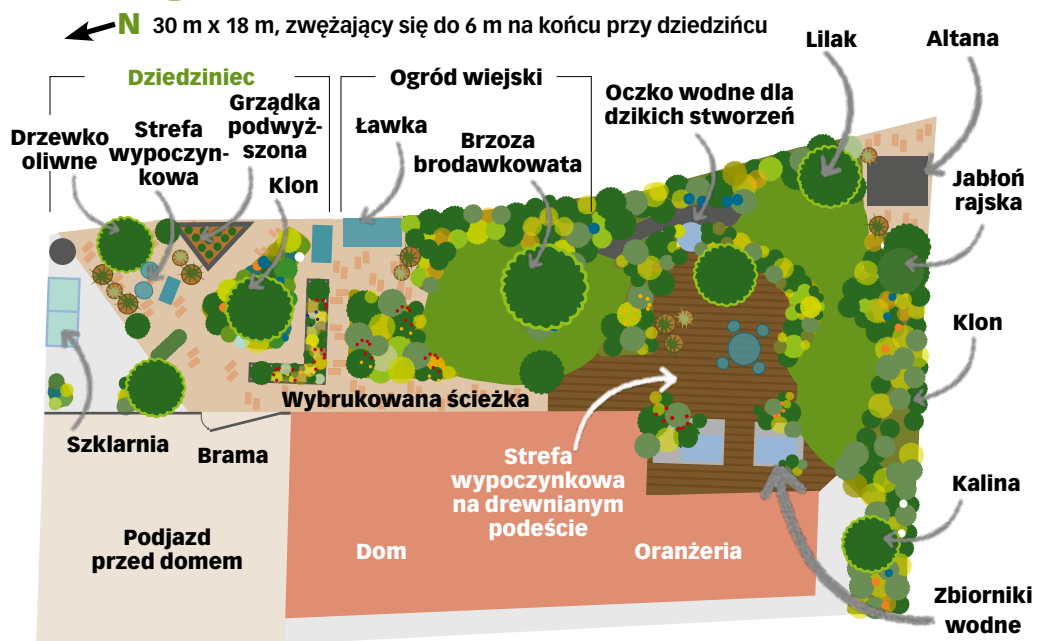 N 30 m x 18 m, zwężający się do 6 m na końcu przy dziedzińcu
Dziedziniec
Ogród wiejski
Lilak
Altana
Drzewko
oliwne
Strefa
wypoczyn-
kowa
Grządka
podwyż-
szona
Klon
Ławka
Brzoza
brodawkowata
Oczko wodne dla
dzikich stworzeń
Jabłoń
rajska
Klon
Wybrukowana ścieżka
Szklarnia
Brama
Strefa
wypoczynkowa
na drewnianym
podeście
Kalina
Podjazd
przed domem
Dom
Oranżeria
Zbiorniki
wodne